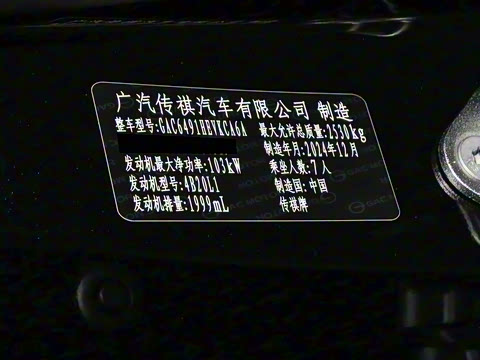 广汽传祺汽车有限公司 制造
整车型号:GAC6491HEVKCA6A 最大允许总质量:2530kg
制造年月:2024年12月
发动机最大净功率:103kW 乘坐人数:7人
发动机型号:4B20L1 制造国:中国
发动机排量:1999mL 传祺牌